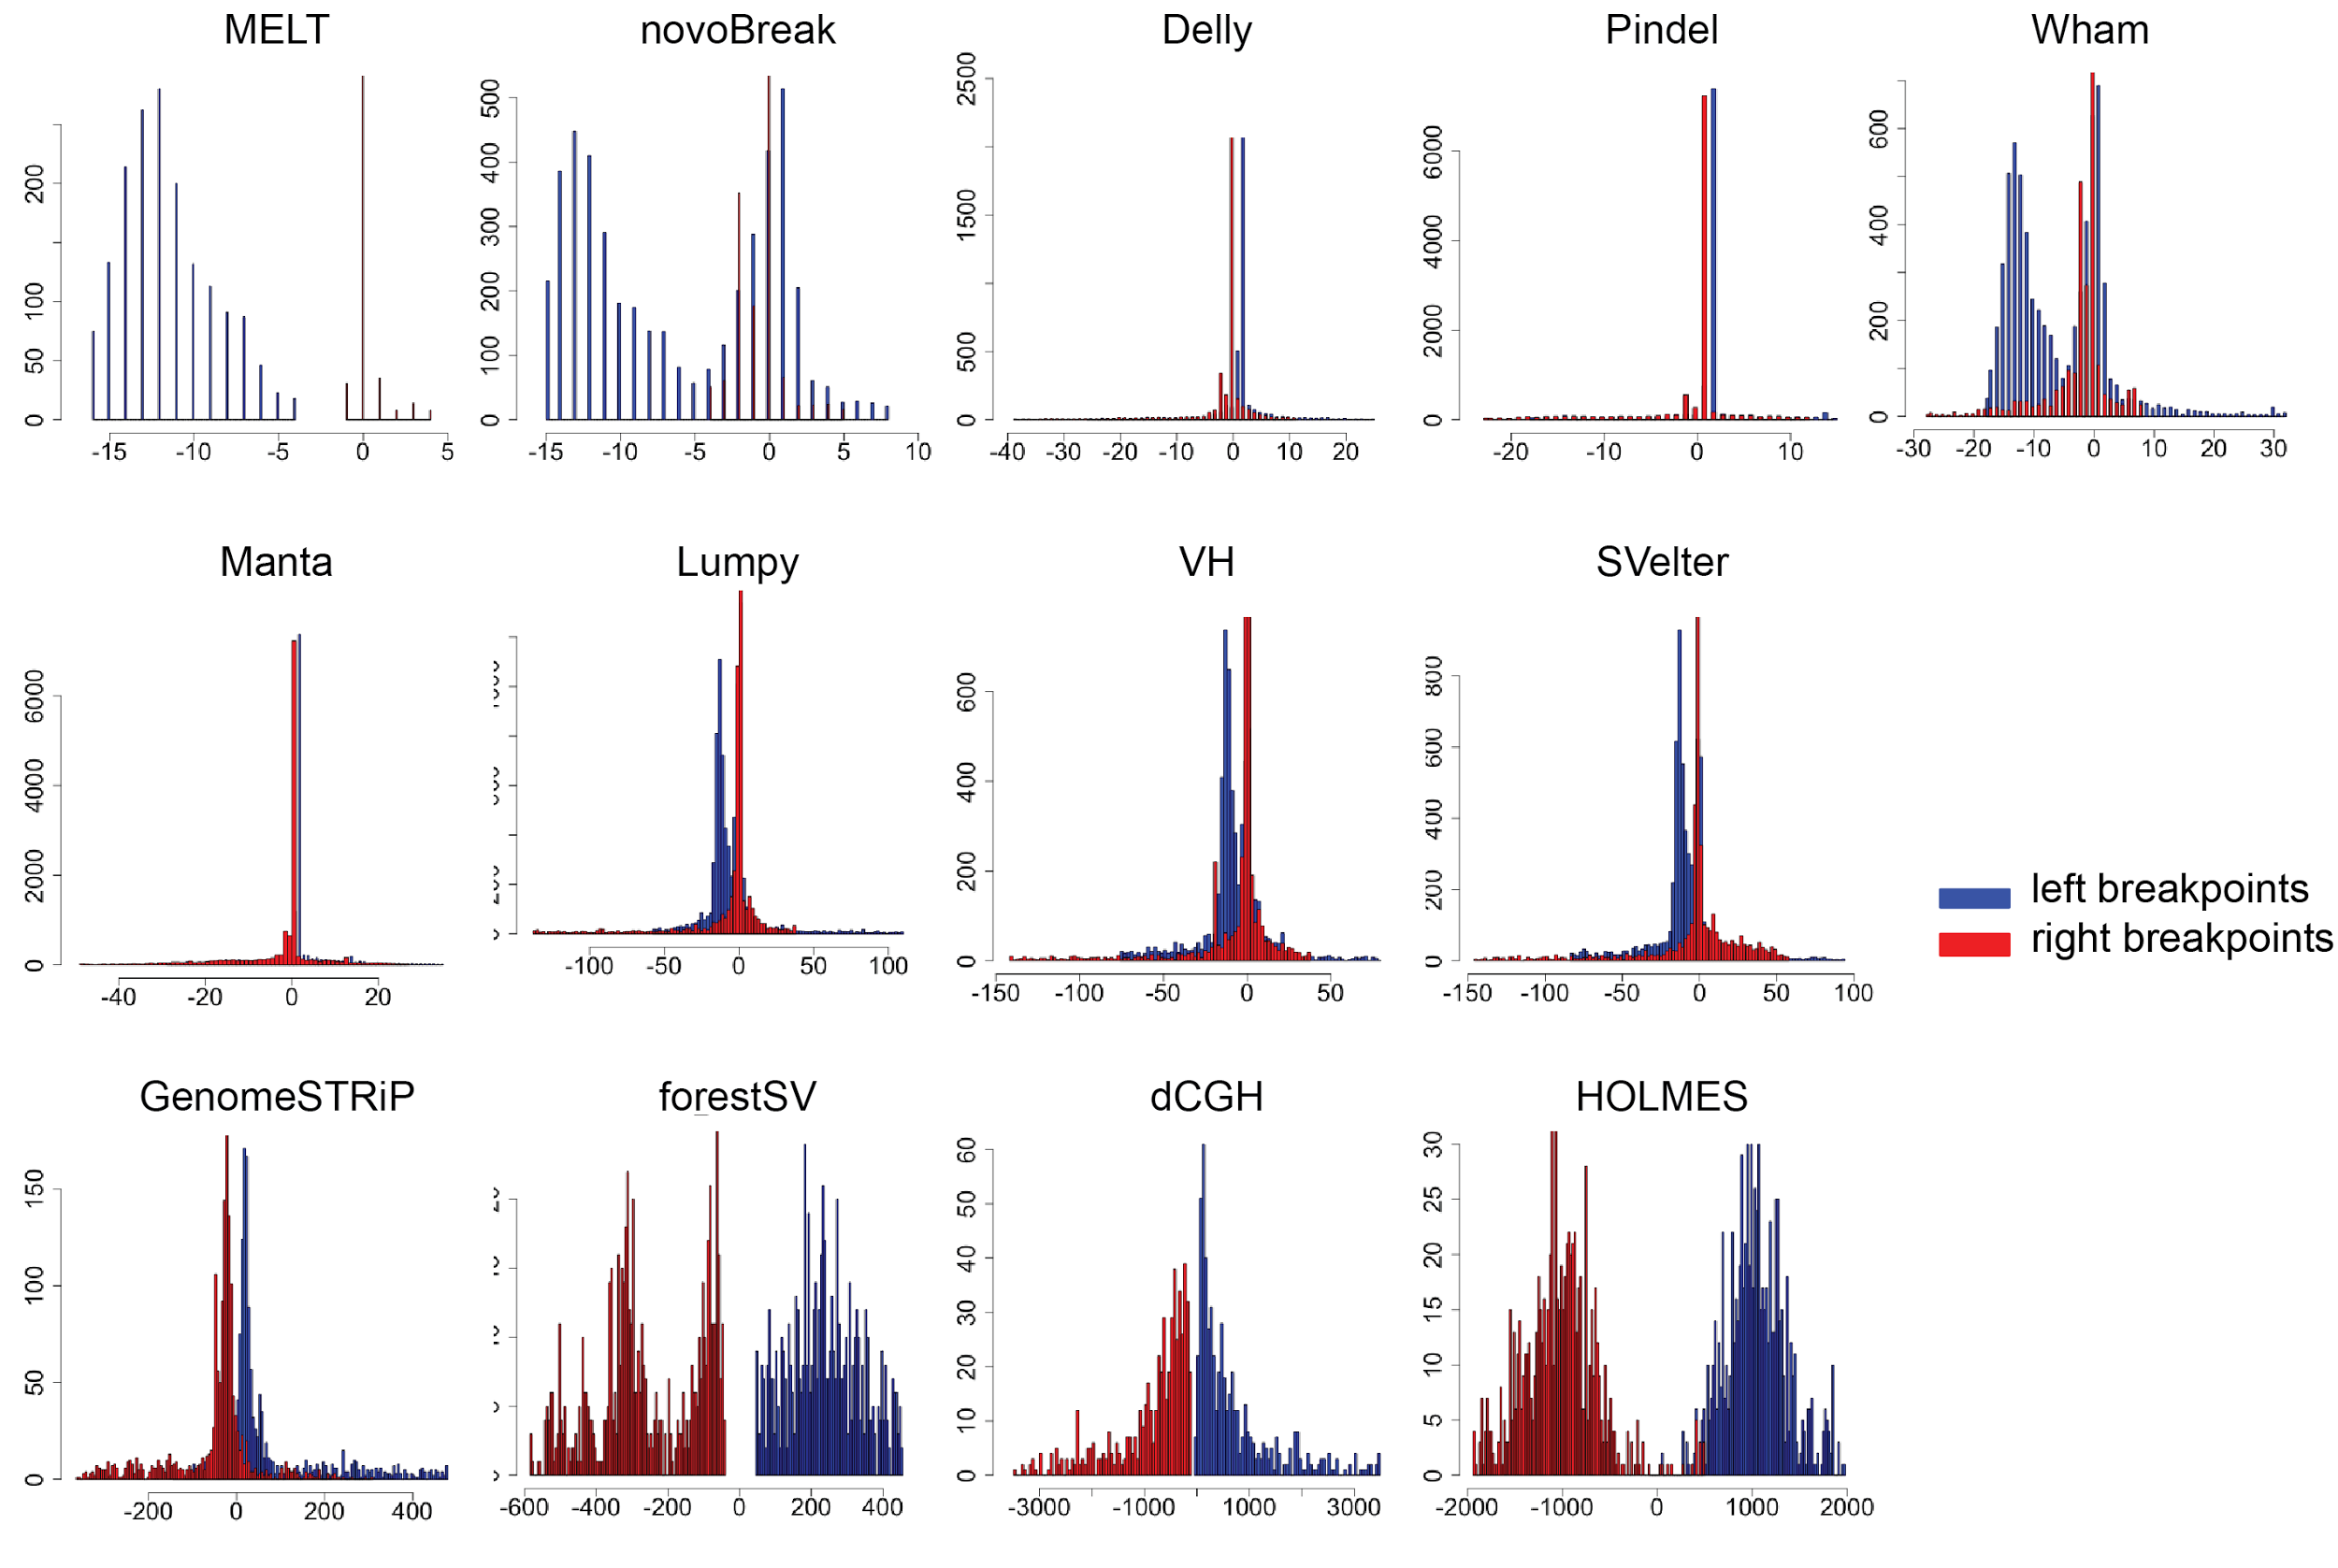 MELT novoBreak Delly Pindel Wham
0 50 100 200
-15 -10 -5 0 5
0 100 200 300 400 500
-15 -10 -5 0 5 10
0 500 1500 2500
-40 -30 -20 -10 0 10 20
0 2000 4000 6000
-20 -10 0 10
0 200 400 600
-30 -20 -10 0 10 20 30
Manta Lumpy VH SVelter
0 2000 4000 6000
-40 -20 0 20
-100 -50 0 50 100
0 200 400 600
-150 -100 -50 0 50
0 200 400 600 800
-150 -100 -50 0 50 100
left breakpoints
right breakpoints
GenomeSTRiP forestSV dCGH HOLMES
0 50 100 150
-200 0 200 400
-600 -400 -200 0 200 400
0 10 20 30 40 50 60
-3000 -1000 1000 3000
0 5 10 15 20 25 30
-2000 -1000 0 1000 2000